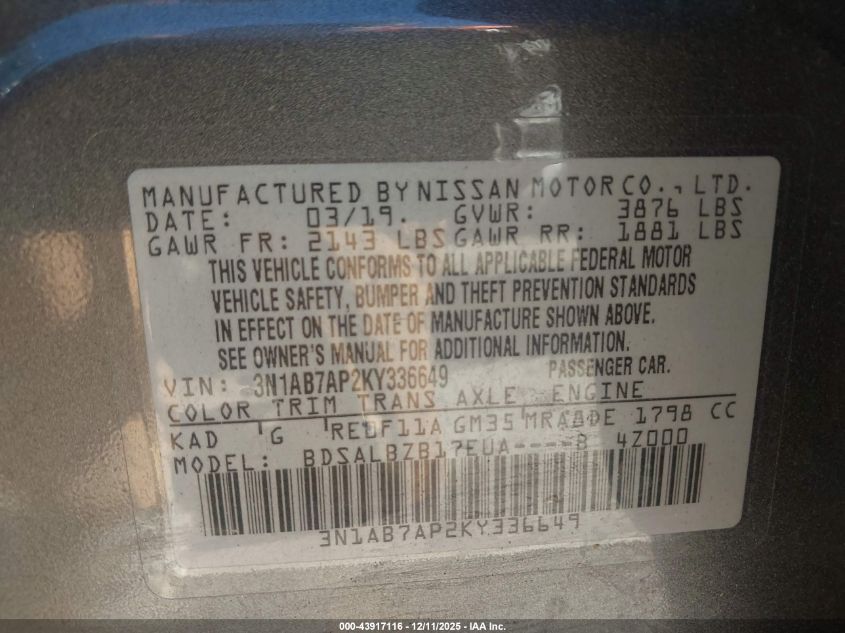 MANUFACTURED BY NISSAN MOTOR CO., LTD.
DATE: 03/19. GVWR: 3876 LBS
GAWR FR: 2143 LBS GAWR RR: 1881 LBS
THIS VEHICLE CONFORMS TO ALL APPLICABLE FEDERAL MOTOR
VEHICLE SAFETY, BUMPER AND THEFT PREVENTION STANDARDS
IN EFFECT ON THE DATE OF MANUFACTURE SHOWN ABOVE.
SEE OWNER'S MANUAL FOR ADDITIONAL INFORMATION.
VIN: 3N1AB7AP2KY336649 PASSENGER CAR.
COLOR TRIM TRANS AXLE ENGINE
KAD G RE0F11A GM35 MRA8DE 1798 CC
MODEL: BDSALBZB17EUA----B 4Z000
3N1AB7AP2KY336649
000-43917116 - 12/11/2025 - IAA Inc.